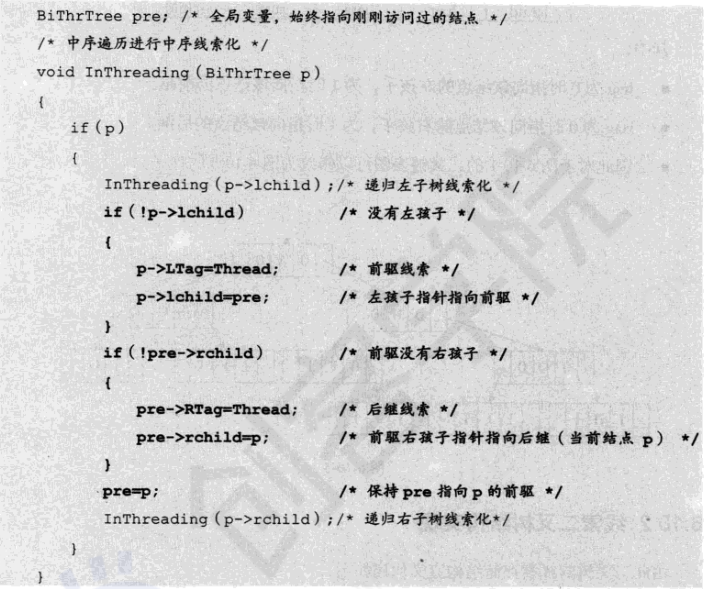 BiThrTree pre; /* 全局变量，始终指向刚刚访问过的结点 */
/* 中序遍历进行中序线索化 */
void InThreading(BiThrTree p)
{
if(p)
{
InThreading(p->lchild);/* 递归左子树线索化 */
if(!p->lchild) /* 没有左孩子 */
{
p->LTag=Thread; /* 前驱线索 */
p->lchild=pre; /* 左孩子指针指向前驱 */
}
if(!pre->rchild) /* 前驱没有右孩子 */
{
pre->RTag=Thread; /* 后继线索 */
pre->rchild=p; /* 前驱右孩子指针指向后继（当前结点 p） */
}
pre=p; /* 保持 pre 指向 p 的前驱 */
InThreading(p->rchild);/* 递归右子树线索化*/
}
}